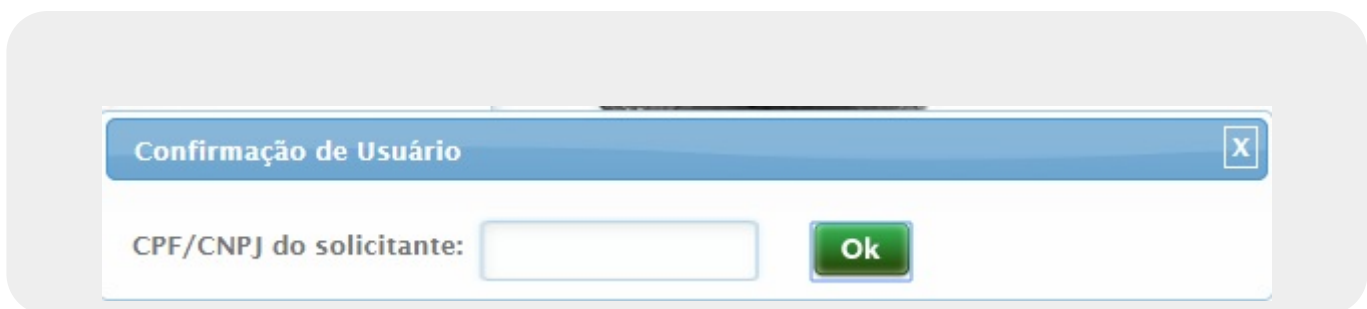 Confirmação de Usuário X
CPF/CNPJ do solicitante: Ok